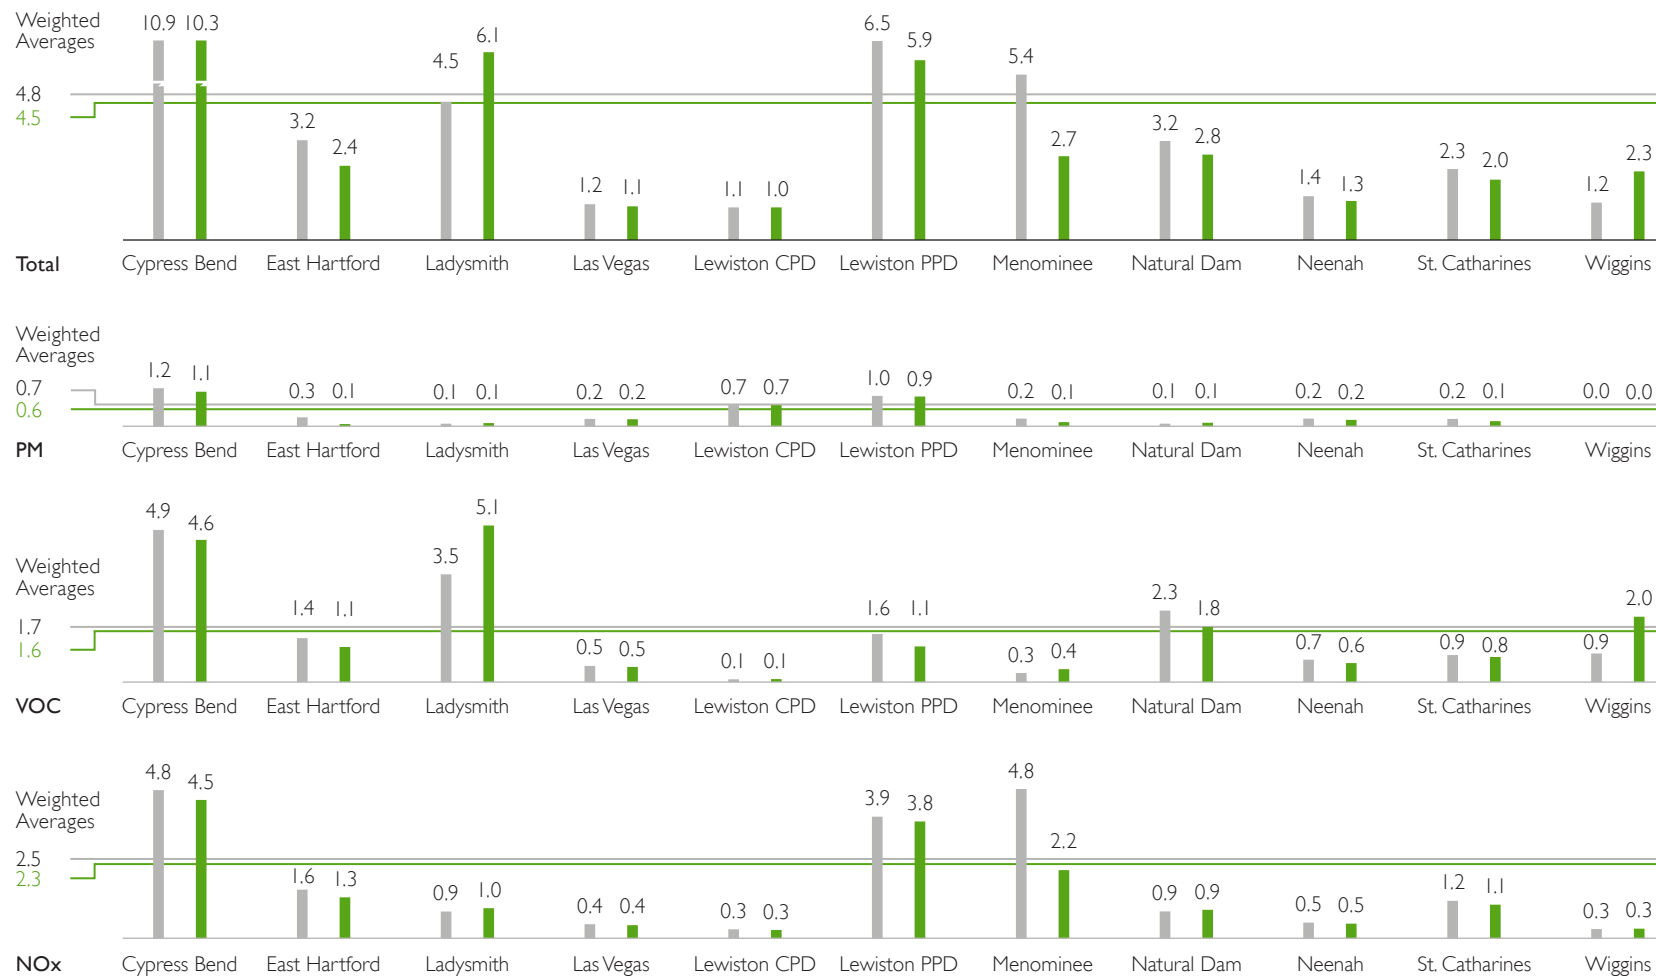 Weighted
Averages
10.9 10.3 3.2 2.4 4.5 6.1 1.2 1.1 1.1 1.0 6.5 5.9 5.4 2.7 3.2 2.8 1.4 1.3 2.3 2.0 1.2 2.3
4.8
4.5
Total Cypress Bend East Hartford Ladysmith Las Vegas Lewiston CPD Lewiston PPD Menominee Natural Dam Neenah St. Catharines Wiggins
Weighted
Averages
1.2 1.1 0.3 0.1 0.1 0.1 0.2 0.2 0.7 0.7 1.0 0.9 0.2 0.1 0.1 0.1 0.2 0.2 0.2 0.1 0.0 0.0
0.7
0.6
PM Cypress Bend East Hartford Ladysmith Las Vegas Lewiston CPD Lewiston PPD Menominee Natural Dam Neenah St. Catharines Wiggins
4.9 4.6 1.4 1.1 3.5 5.1 0.5 0.5 0.1 0.1 1.6 1.1 0.3 0.4 2.3 1.8 0.7 0.6 0.9 0.8 0.9 2.0
Weighted
Averages
1.7
1.6
VOC Cypress Bend East Hartford Ladysmith Las Vegas Lewiston CPD Lewiston PPD Menominee Natural Dam Neenah St. Catharines Wiggins
4.8 4.5 1.6 1.3 0.9 1.0 0.4 0.4 0.3 0.3 3.9 3.8 4.8 2.2 0.9 0.9 0.5 0.5 1.2 1.1 0.3 0.3
Weighted
Averages
2.5
2.3
NOx Cypress Bend East Hartford Ladysmith Las Vegas Lewiston CPD Lewiston PPD Menominee Natural Dam Neenah St. Catharines Wiggins